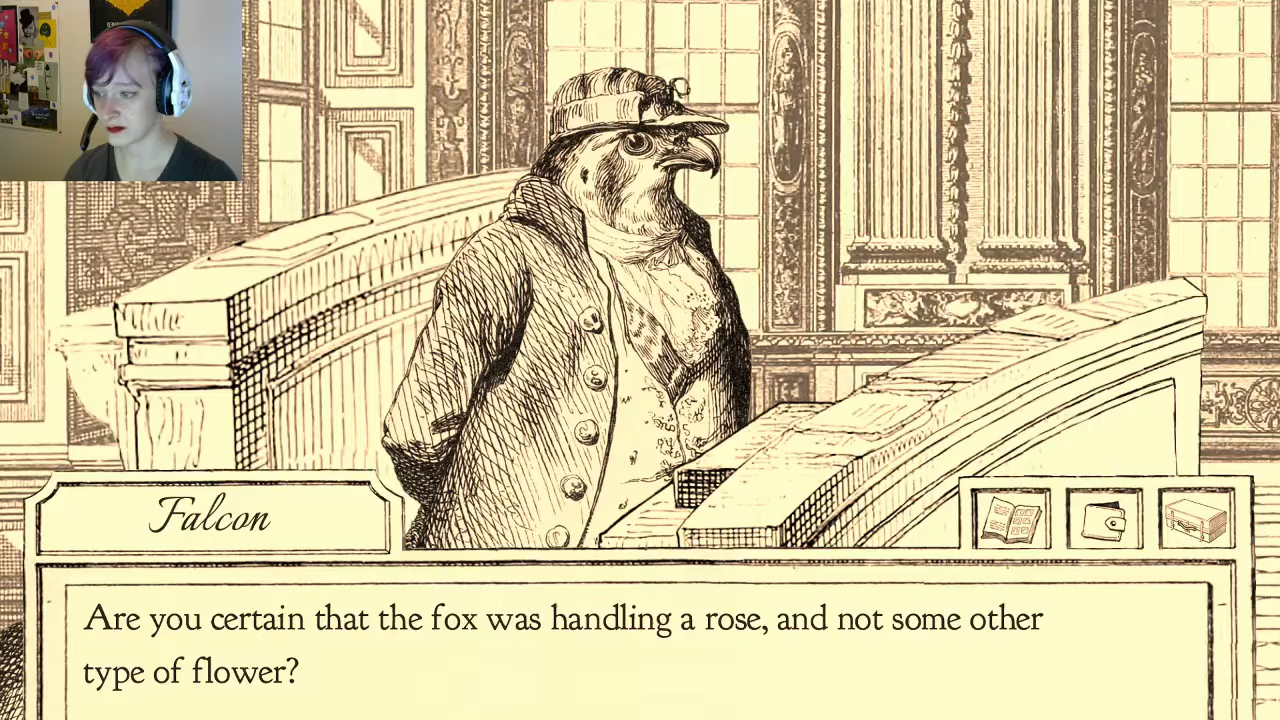 Falcon
Are you certain that the fox was handling a rose, and not some other
type of flower?